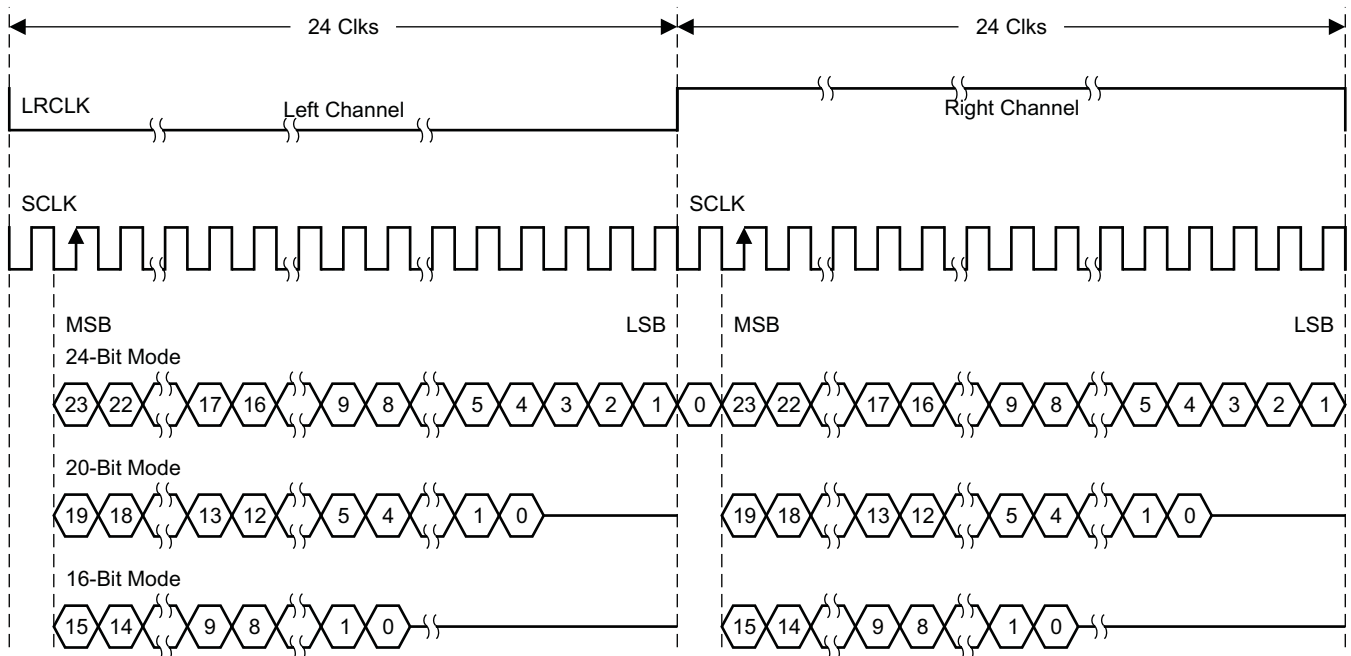 24 Clks 24 Clks
LRCLK Left Channel Right Channel
SCLK SCLK
MSB LSB MSB LSB
24-Bit Mode
23 22 17 16 9 8 5 4 3 2 1 0 23 22 17 16 9 8 5 4 3 2 1
20-Bit Mode
19 18 13 12 5 4 1 0 19 18 13 12 5 4 1 0
16-Bit Mode
15 14 9 8 1 0 15 14 9 8 1 0